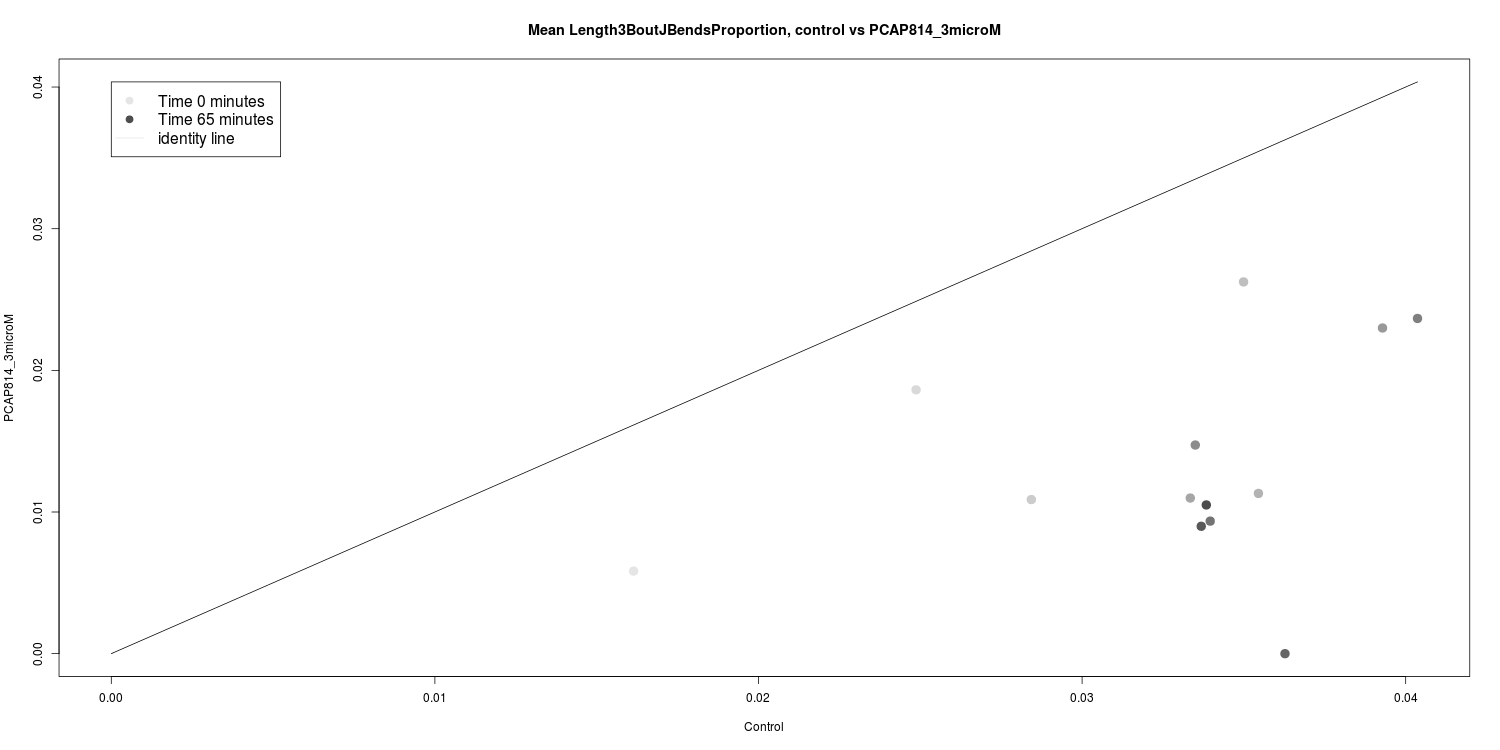 Mean Length3BoutJBendsProportion, control vs PCAP814_3microM
Time 0 minutes
Time 65 minutes
identity line
PCAP814_3microM
0.04
0.03
0.02
0.01
0.00
0.00 0.01 0.02 0.03 0.04
Control